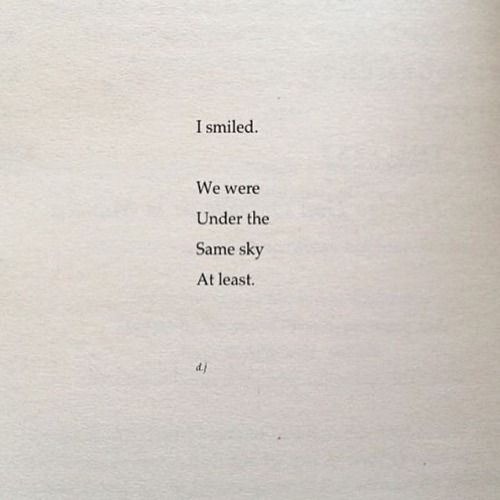 I smiled.
We were
Under the
Same sky
At least.
d.j